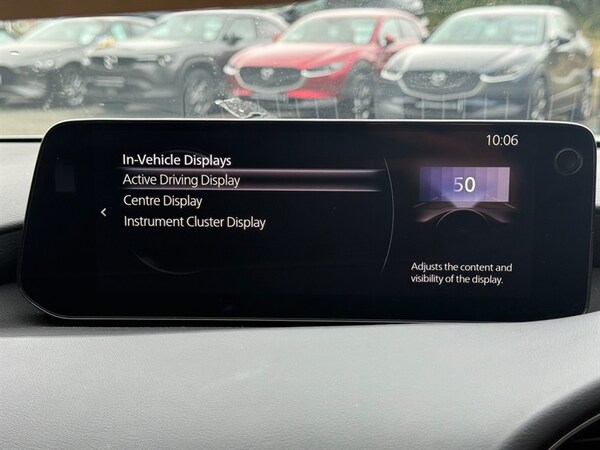 10:06
In-Vehicle Displays
Active Driving Display
Centre Display
Instrument Cluster Display
50
Adjusts the content and
visibility of the display.